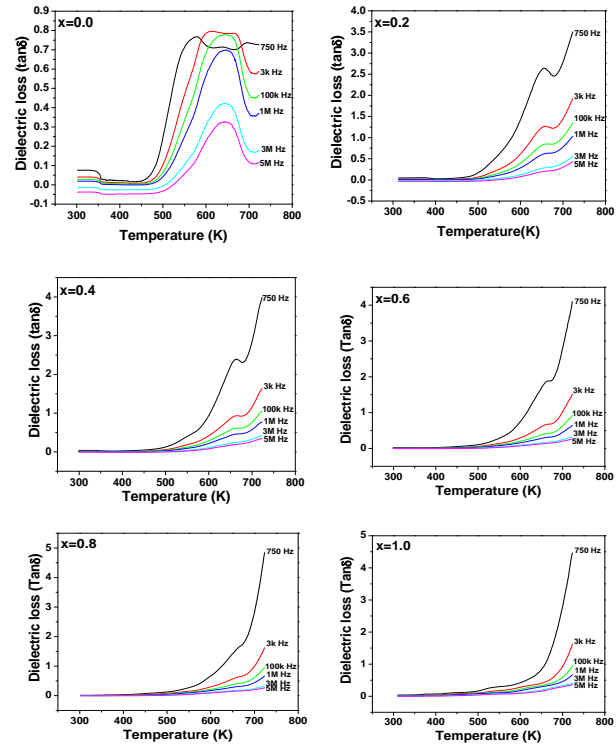 x=0.0
Dielectric loss (tanδ)
0.8
0.7
0.6
0.5
0.4
0.3
0.2
0.1
0.0
-0.1
750 Hz
3k Hz
100k Hz
1M Hz
3M Hz
5M Hz
300 400 500 600 700 800
Temperature (K)
x=0.2
Dielectric loss (tanδ)
4.0
3.5
3.0
2.5
2.0
1.5
1.0
0.5
0.0
-0.5
750 Hz
3k Hz
100k Hz
1M Hz
3M Hz
5M Hz
300 400 500 600 700 800
Temperature(K)
x=0.4
Dielectric loss (tanδ)
4
3
2
1
0
400 Hz
3k Hz
100k Hz
1M Hz
3M Hz
5M Hz
300 400 500 600 700 800
Temperature (K)
x=0.6
Dielectric loss (Tanδ)
4
3
2
1
0
750 Hz
3k Hz
100k Hz
1M Hz
3M Hz
5M Hz
300 400 500 600 700 800
Temperature (K)
x=0.8
Dielectric loss (Tanδ)
5
4
3
2
1
0
750 Hz
3k Hz
100k Hz
1M Hz
3M Hz
5M Hz
300 400 500 600 700 800
Temperature (K)
x=1.0
Dielectric loss (Tanδ)
5
4
3
2
1
0
750 Hz
3k Hz
100k Hz
1M Hz
3M Hz
5M Hz
300 400 500 600 700 800
Temperature (K)